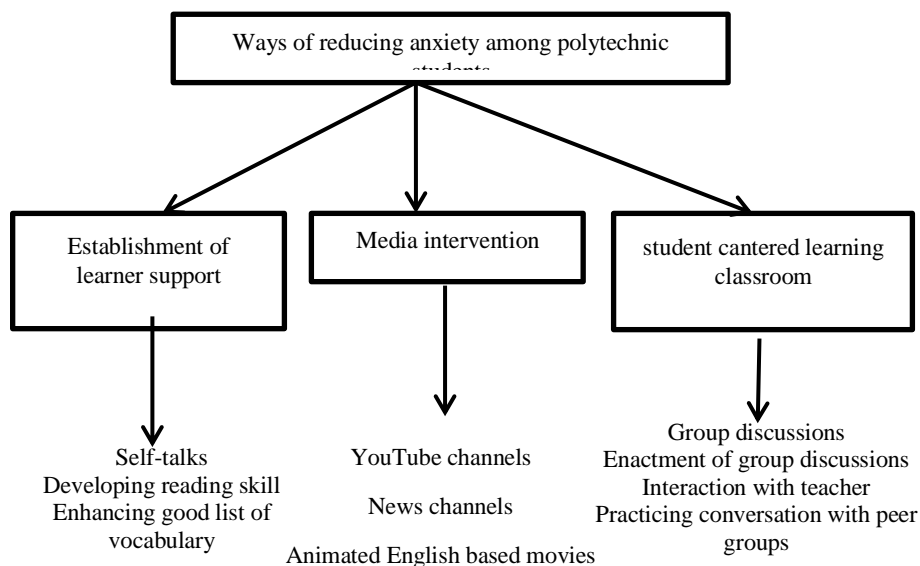 Ways of reducing anxiety among polytechnic
students
Establishment of
learner support
Media intervention
student cantered learning
classroom
Self-talks
Developing reading skill
Enhancing good list of
vocabulary
YouTube channels
News channels
Animated English based movies
Group discussions
Enactment of group discussions
Interaction with teacher
Practicing conversation with peer
groups